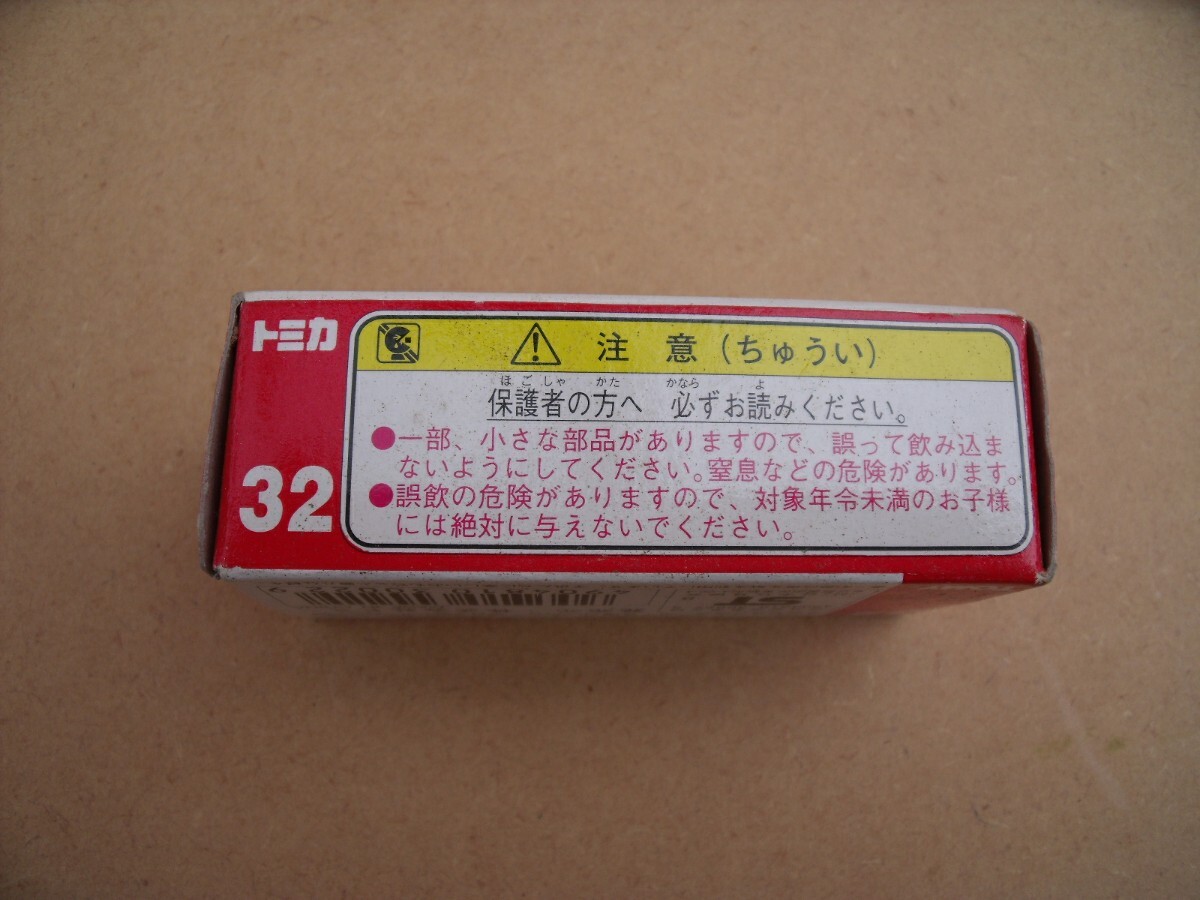 トミカ
32
注意(ちゅうい)
ほごしゃ かた かなら よ
保護者の方へ 必ずお読みください。
●一部、小さな部品がありますので、誤って飲み込ま
ないようにしてください。窒息などの危険があります。
●誤飲の危険がありますので、対象年令未満のお子様
には絶対に与えないでください。
ST